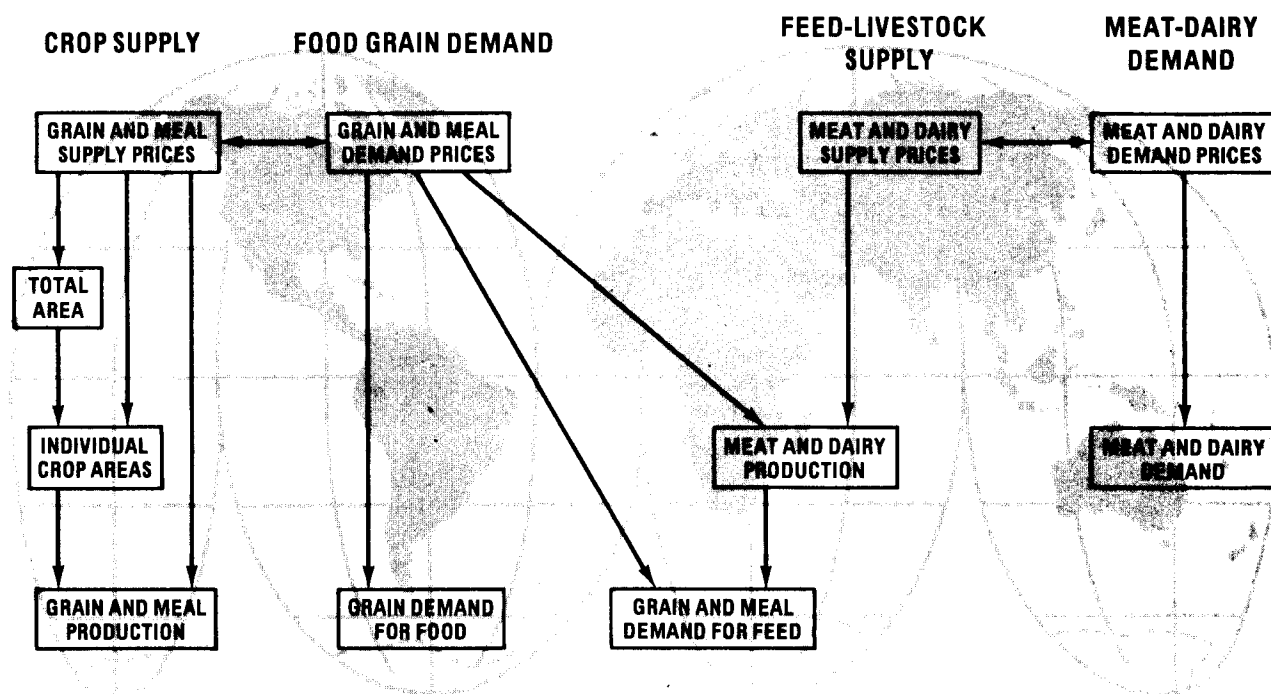 CROP SUPPLY
FOOD GRAIN DEMAND
FEED-LIVESTOCK
SUPPLY
MEAT-DAIRY
DEMAND
GRAIN AND MEAL
SUPPLY PRICES
GRAIN AND MEAL
DEMAND PRICES
MEAT AND DAIRY
SUPPLY PRICES
MEAT AND DAIRY
DEMAND PRICES
TOTAL
AREA
INDIVIDUAL
CROP AREAS
MEAT AND DAIRY
PRODUCTION
MEAT AND DAIRY
DEMAND
GRAIN AND MEAL
PRODUCTION
GRAIN DEMAND
FOR FOOD
GRAIN AND MEAL
DEMAND FOR FEED